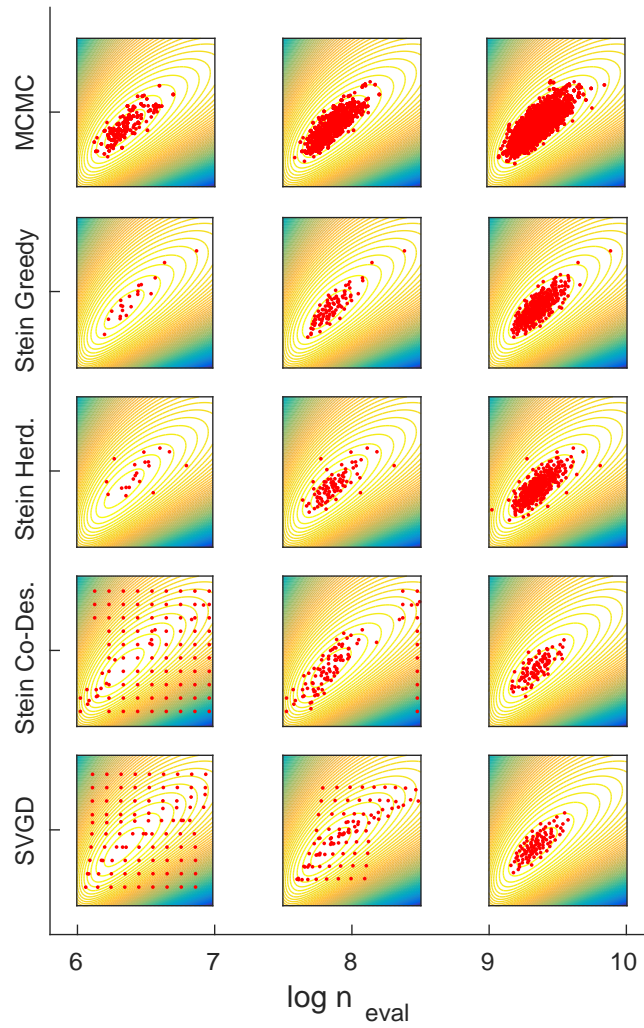 MCMC
Stein Greedy
Stein Herd.
Stein Co-Des.
SVGD
6 7 8 9 10
log n eval